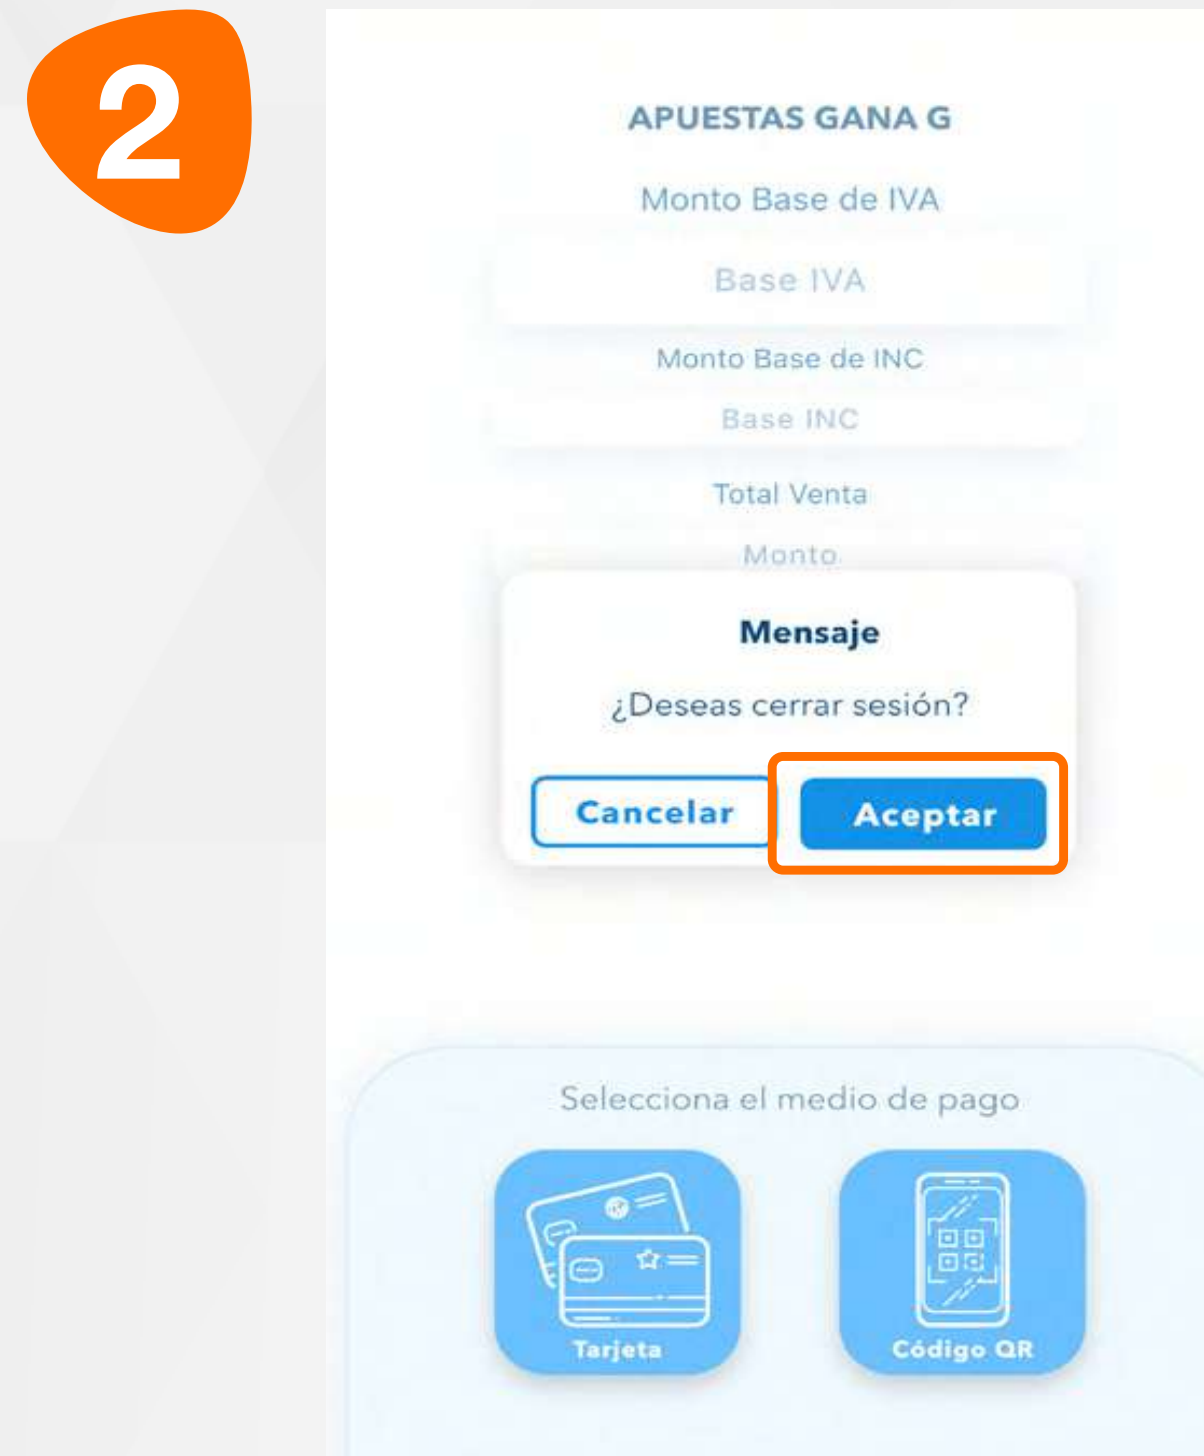 2
APUESTAS GANA G
Monto Base de IVA
Base IVA
Monto Base de INC
Base INC
Total Venta
Monto
Mensaje
¿Deseas cerrar sesión?
Cancelar Aceptar
Selecciona el medio de pago
Tarjeta Código QR